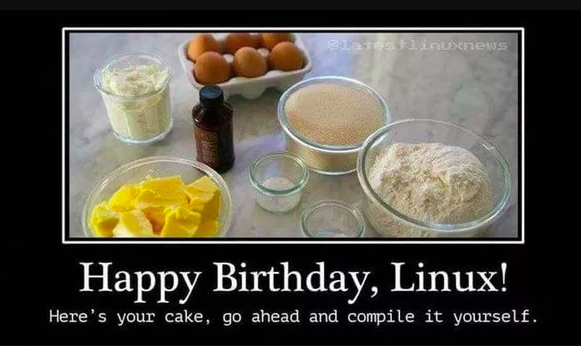 @latestlinuxnews
Happy Birthday, Linux!
Here's your cake, go ahead and compile it yourself.